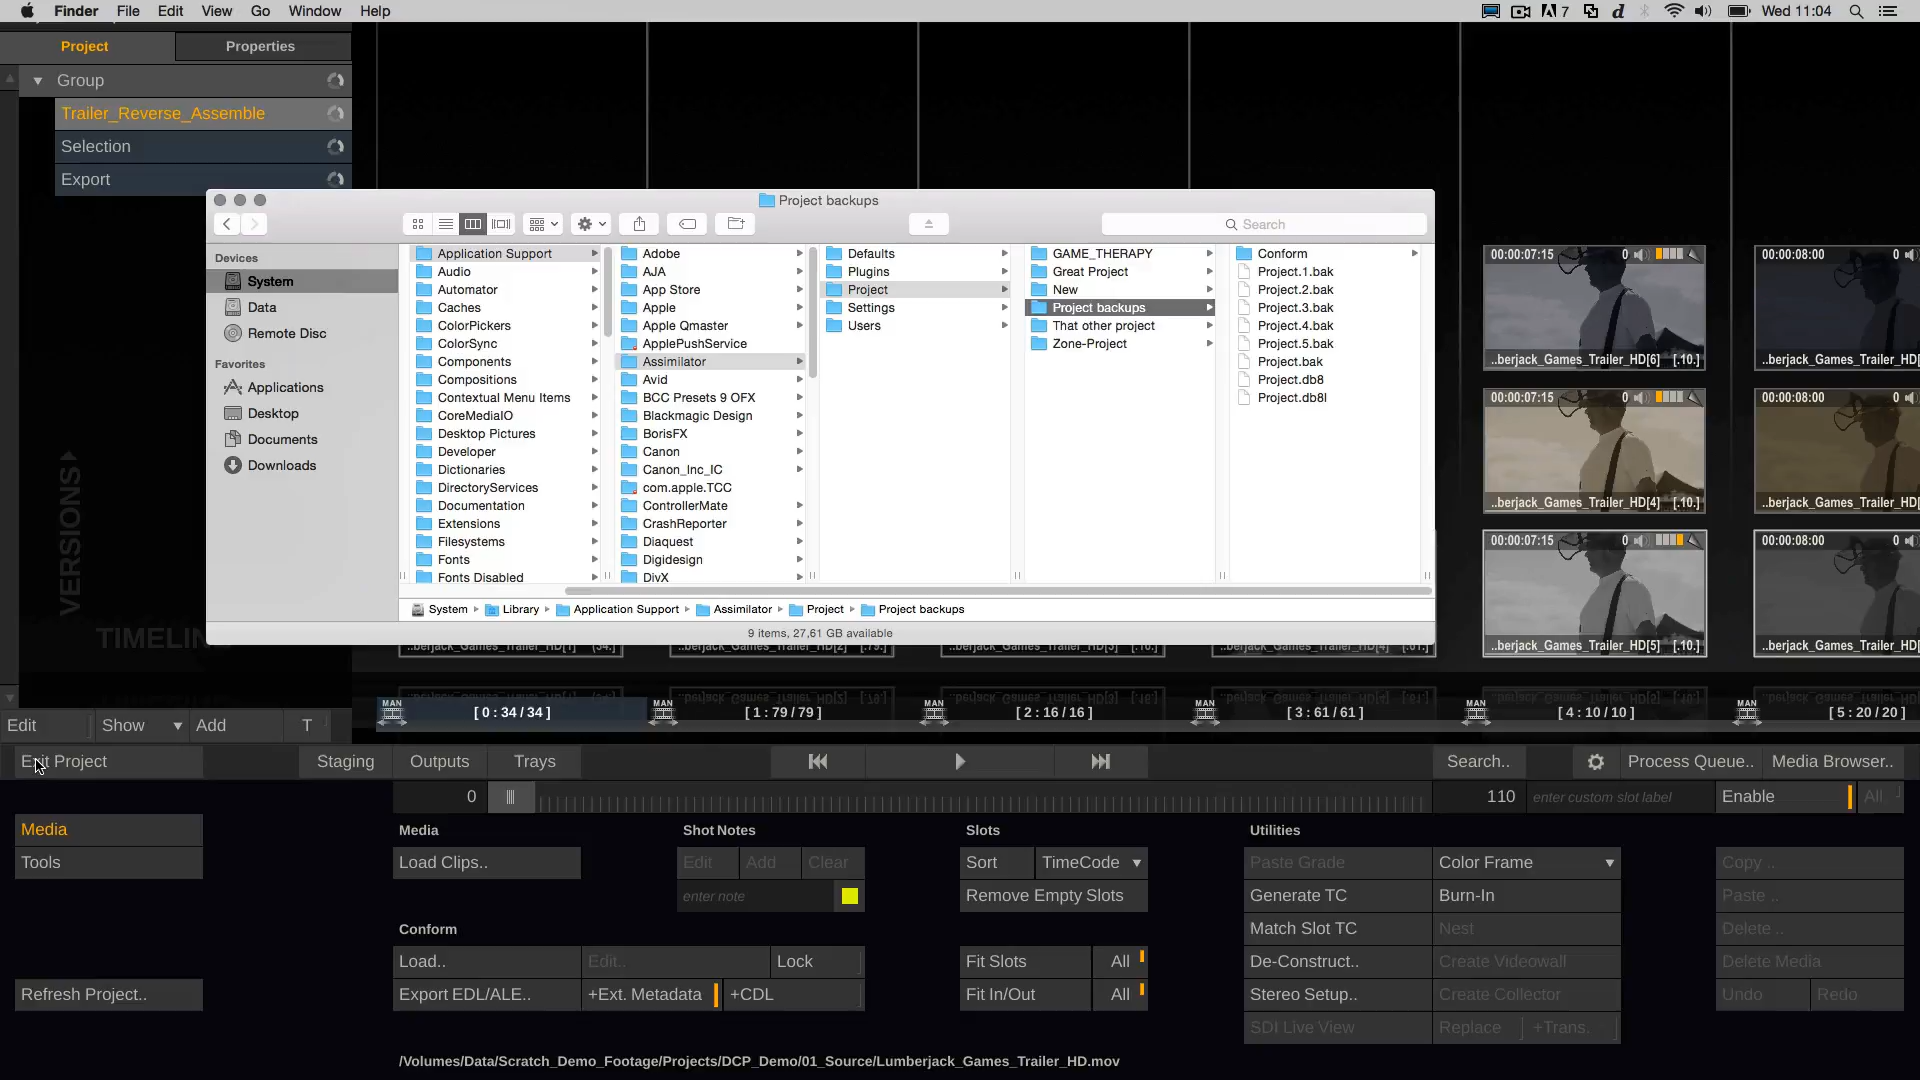 Finder File Edit View Go Window Help
7 d Wed 11:04
Project Properties
Group
Trailer_Reverse_Assemble
Selection
Export
VERSIONS
Project backups
Search
Devices
System
Data
Remote Disc
Favorites
Applications
Desktop
Documents
Downloads
Application Support
Audio
Automator
Caches
ColorPickers
ColorSync
Components
Compositions
Contextual Menu Items
CoreMediaIO
Desktop Pictures
Developer
Dictionaries
DirectoryServices
Documentation
Extensions
Filesystems
Fonts
Fonts Disabled
Adobe
AJA
App Store
Apple
Apple Qmaster
ApplePushService
Assimilator
Avid
BCC Presets 9 OFX
Blackmagic Design
BorisFX
Canon
Canon_Inc_IC
com.apple.TCC
ControllerMate
CrashReporter
Diaquest
Digidesign
DivX
Defaults
Plugins
Project
Settings
Users
GAME_THERAPY
Great Project
New
Project backups
That other project
Zone-Project
Conform
Project.1.bak
Project.2.bak
Project.3.bak
Project.4.bak
Project.5.bak
Project.bak
Project.db8
Project.db8l
System Library Application Support Assimilator Project Project backups
9 items, 27,61 GB available
00:00:07:15 0
..berjack_Games_Trailer_HD[6] [.10.]
00:00:08:00 0
..berjack_Games_Trailer_HD
00:00:07:15 0
..berjack_Games_Trailer_HD[4] [.10.]
00:00:08:00 0
..berjack_Games_Trailer_HD
00:00:07:15 0
..berjack_Games_Trailer_HD[5] [.10.]
00:00:08:00 0
..berjack_Games_Trailer_HD
MAN [ 0 : 34 / 34 ] MAN [ 1 : 79 / 79 ] MAN [ 2 : 16 / 16 ] MAN [ 3 : 61 / 61 ] MAN [ 4 : 10 / 10 ] MAN [ 5 : 20 / 20 ]
Edit Show Add T
Exit Project Staging Outputs Trays Search.. Process Queue.. Media Browser..
0 110 enter custom slot label Enable All
Media
Tools
Refresh Project..
Media
Load Clips..
Conform
Load.. Edit.. Lock
Export EDL/ALE.. +Ext. Metadata +CDL
Shot Notes
Edit Add Clear
enter note
Slots
Sort TimeCode
Remove Empty Slots
Fit Slots All
Fit In/Out All
Utilities
Paste Grade Color Frame
Generate TC Burn-In
Match Slot TC Nest
De-Construct.. Create Videowall
Stereo Setup.. Create Collector
SDI Live View Replace +Trans.
Copy ..
Paste ..
Delete ..
Delete Media
Undo Redo
/Volumes/Data/Scratch_Demo_Footage/Projects/DCP_Demo/01_Source/Lumberjack_Games_Trailer_HD.mov